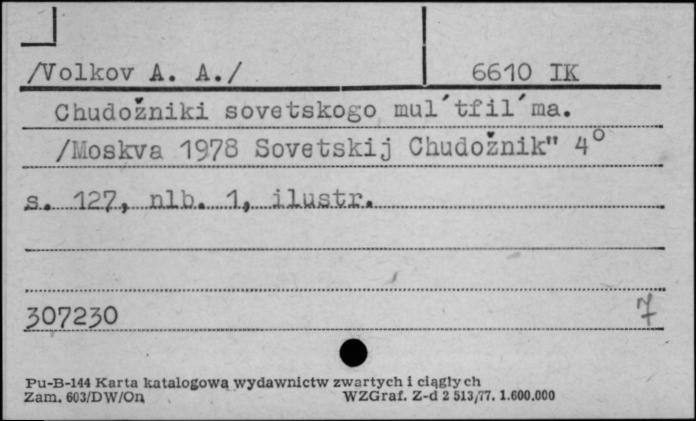 /Volkov A. A./ 6610 IK
Chudožniki sovetskogo mul´tfil´ma.
/Moskva 1978 Sovetskij Chudožnik" 4°
s. 127, nlb. 1, ilustr.
307230 7
Pu-B-144 Karta katalogowa wydawnictw zwartych i ciągłych
Zam. 603/DW/On WZGraf. Z-d 2 513/77. 1.600.000